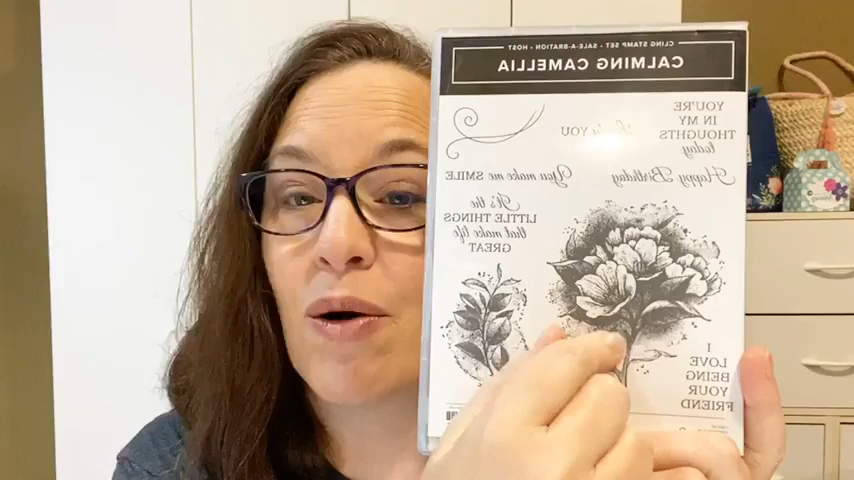 CLING STAMP SET • SALE-A-BRATION • HOST
CALMING CAMELLIA
YOU'RE
IN MY
THOUGHTS
today
YOU
You make me SMILE
Happy Birthday
It's the
LITTLE THINGS
that make life
GREAT
I
LOVE
BEING
YOUR
FRIEND